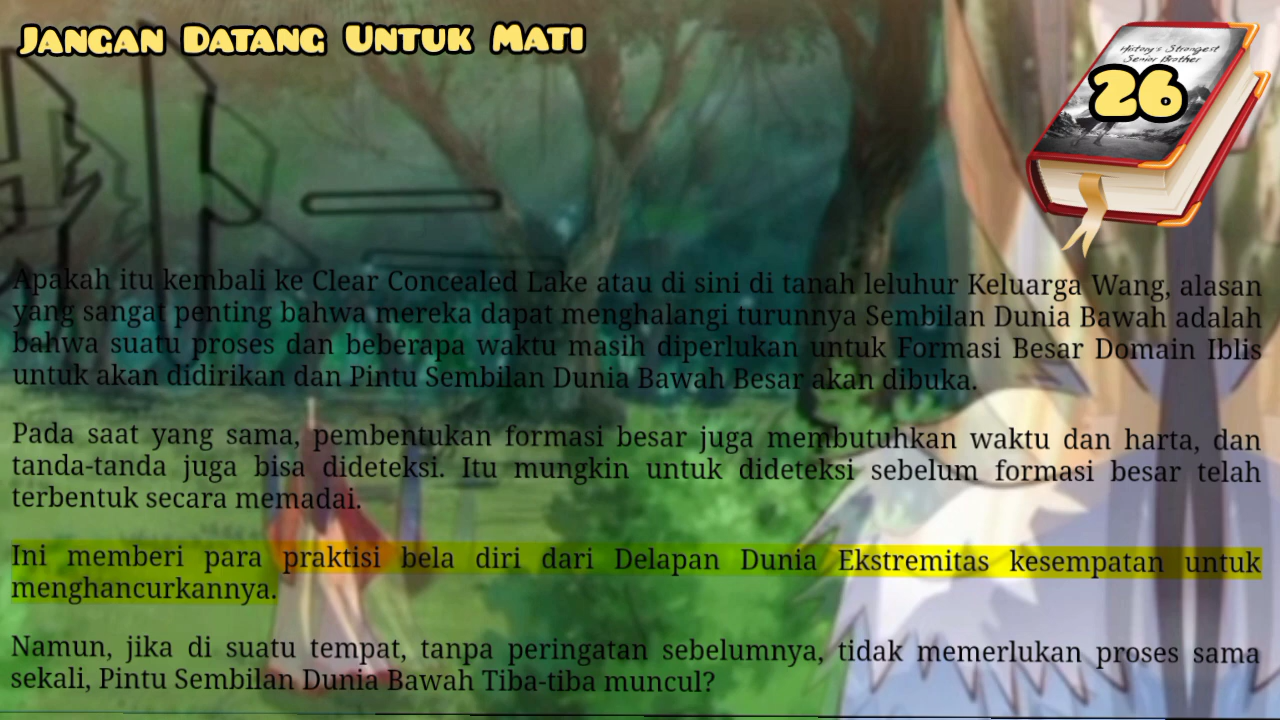 Jangan Datang Untuk Mati
History's Strongest
Senior Brother
26
Apakah itu kembali ke Clear Concealed Lake atau di sini di tanah leluhur Keluarga Wang, alasan
yang sangat penting bahwa mereka dapat menghalangi turunnya Sembilan Dunia Bawah adalah
bahwa suatu proses dan beberapa waktu masih diperlukan untuk Formasi Besar Domain Iblis
untuk akan didirikan dan Pintu Sembilan Dunia Bawah Besar akan dibuka.
Pada saat yang sama, pembentukan formasi besar juga membutuhkan waktu dan harta, dan
tanda-tanda juga bisa dideteksi. Itu mungkin untuk dideteksi sebelum formasi besar telah
terbentuk secara memadai.
Ini memberi para praktisi bela diri dari Delapan Dunia Ekstremitas kesempatan untuk
menghancurkannya.
Namun, jika di suatu tempat, tanpa peringatan sebelumnya, tidak memerlukan proses sama
sekali, Pintu Sembilan Dunia Bawah Tiba-tiba muncul?